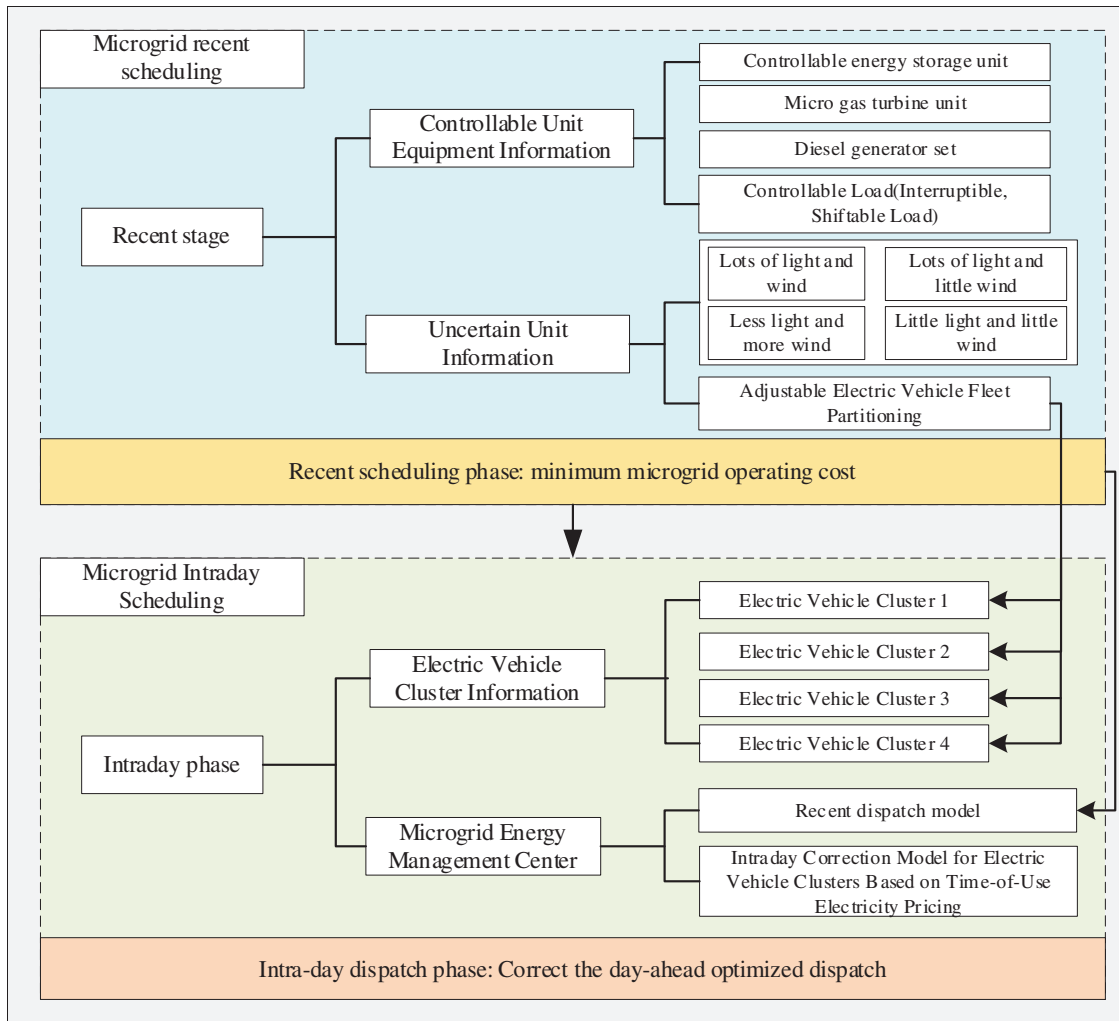 Microgrid recent
scheduling
Controllable energy storage unit
Micro gas turbine unit
Controllable Unit
Equipment Information
Diesel generator set
Controllable Load(Interruptible,
Shiftable Load)
Recent stage
Lots of light and
wind
Lots of light and
little wind
Less light and
more wind
Little light and little
wind
Uncertain Unit
Information
Adjustable Electric Vehicle Fleet
Partitioning
Recent scheduling phase: minimum microgrid operating cost
Microgrid Intraday
Scheduling
Electric Vehicle Cluster 1
Electric Vehicle Cluster 2
Electric Vehicle
Cluster Information
Electric Vehicle Cluster 3
Electric Vehicle Cluster 4
Intraday phase
Recent dispatch model
Microgrid Energy
Management Center
Intraday Correction Model for Electric
Vehicle Clusters Based on Time-of-Use
Electricity Pricing
Intra-day dispatch phase: Correct the day-ahead optimized dispatch